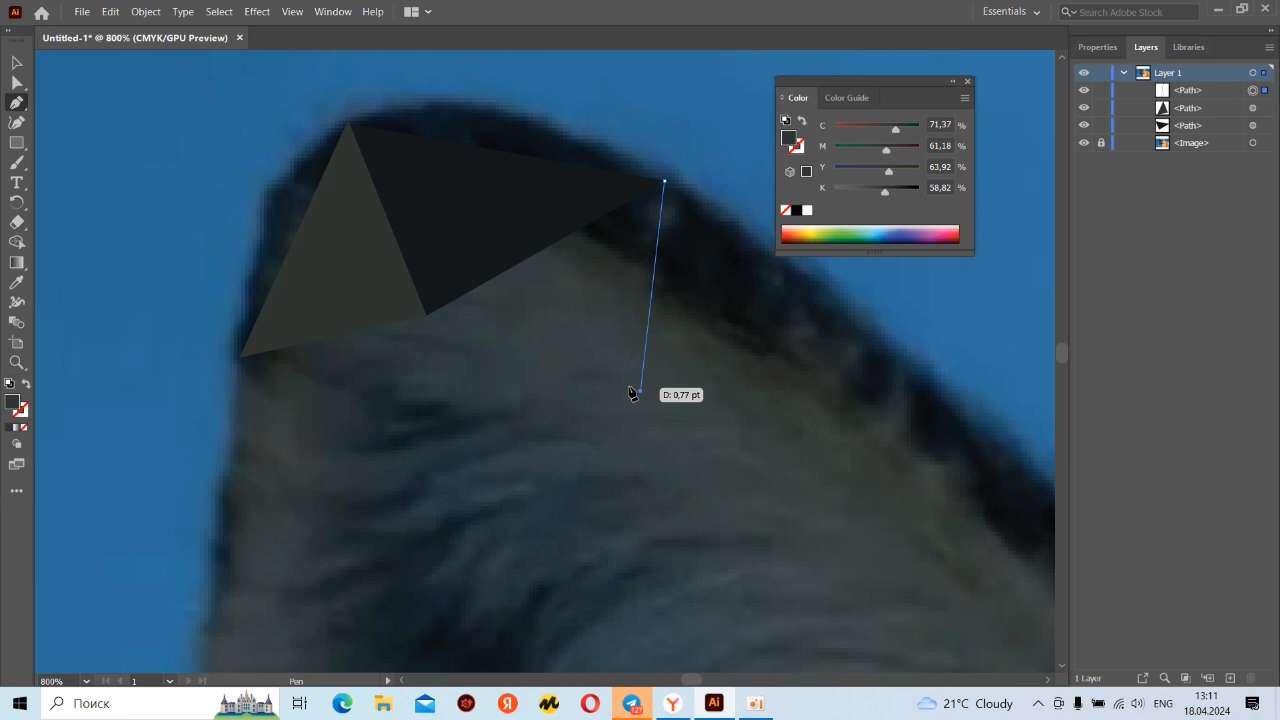 Ai File Edit Object Type Select Effect View Window Help Essentials Search Adobe Stock
Untitled-1* @ 800% (CMYK/GPU Preview)
Properties Layers Libraries
Layer 1
<Path>
<Path>
<Path>
<Image>
Color Color Guide
C 71,37 %
M 61,18 %
Y 63,92 %
K 58,82 %
D: 0,77 pt
800% 1 Pen
1 Layer
Поиск
127
Ai
21°C Cloudy
ENG
13:11
18.04.2024